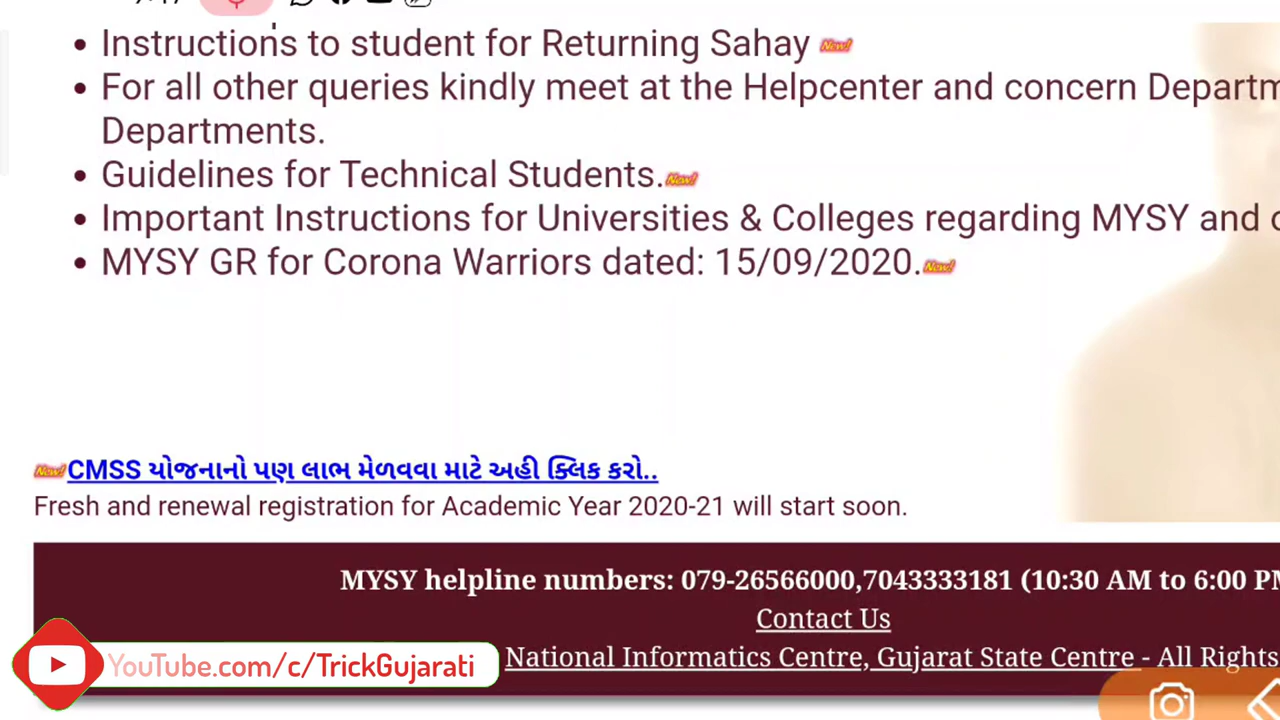 Instructions to student for Returning Sahay New!
For all other queries kindly meet at the Helpcenter and concern
Departments.
Guidelines for Technical Students. New!
Important Instructions for Universities & Colleges regarding MYSY and
MYSY GR for Corona Warriors dated: 15/09/2020. New!
New! CMSS યોજનાનો પણ લાભ મેળવવા માટે અહી ક્લિક કરો..
Fresh and renewal registration for Academic Year 2020-21 will start soon.
MYSY helpline numbers: 079-26566000,7043333181 (10:30 AM to 6:00
Contact Us
YouTube.com/c/TrickGujarati
National Informatics Centre, Gujarat State Centre - All Rights